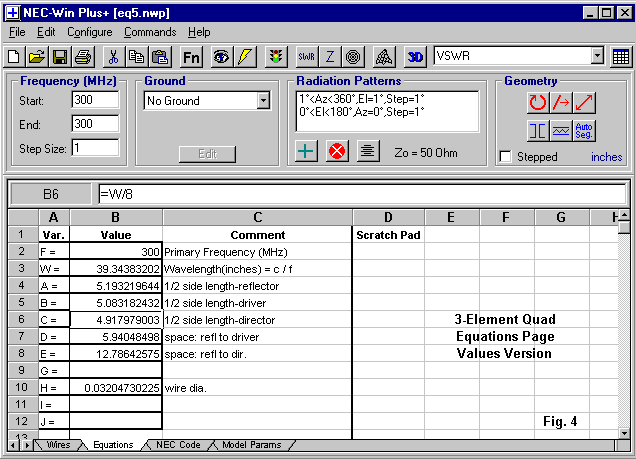 NEC-Win Plus+ [eq5.nwp]
File Edit Configure Commands Help
Fn SWR Z 3D VSWR
Frequency (MHz)
Start: 300
End: 300
Step Size: 1
Ground
No Ground
Edit
Radiation Patterns
1°<Az<360°,El=1°,Step=1°
0°<El<180°,Az=0°,Step=1°
Zo = 50 Ohm
Geometry
Auto Seg.
Stepped inches
B6 =W/8
A B C D E F G H
1 Var. Value Comment Scratch Pad
2 F = 300 Primary Frequency (MHz)
3 W = 39.34383202 Wavelength(inches) = c / f
4 A = 5.193219644 1/2 side length-reflector
5 B = 5.083182432 1/2 side length-driver
6 C = 4.917979003 1/2 side length-director 3-Element Quad
7 D = 5.94048498 space: refl to driver Equations Page
8 E = 12.78642575 space: refl to dir. Values Version
9 G =
10 H = 0.03204730225 wire dia.
11 I =
12 J = Fig. 4
13
Wires Equations NEC Code Model Params